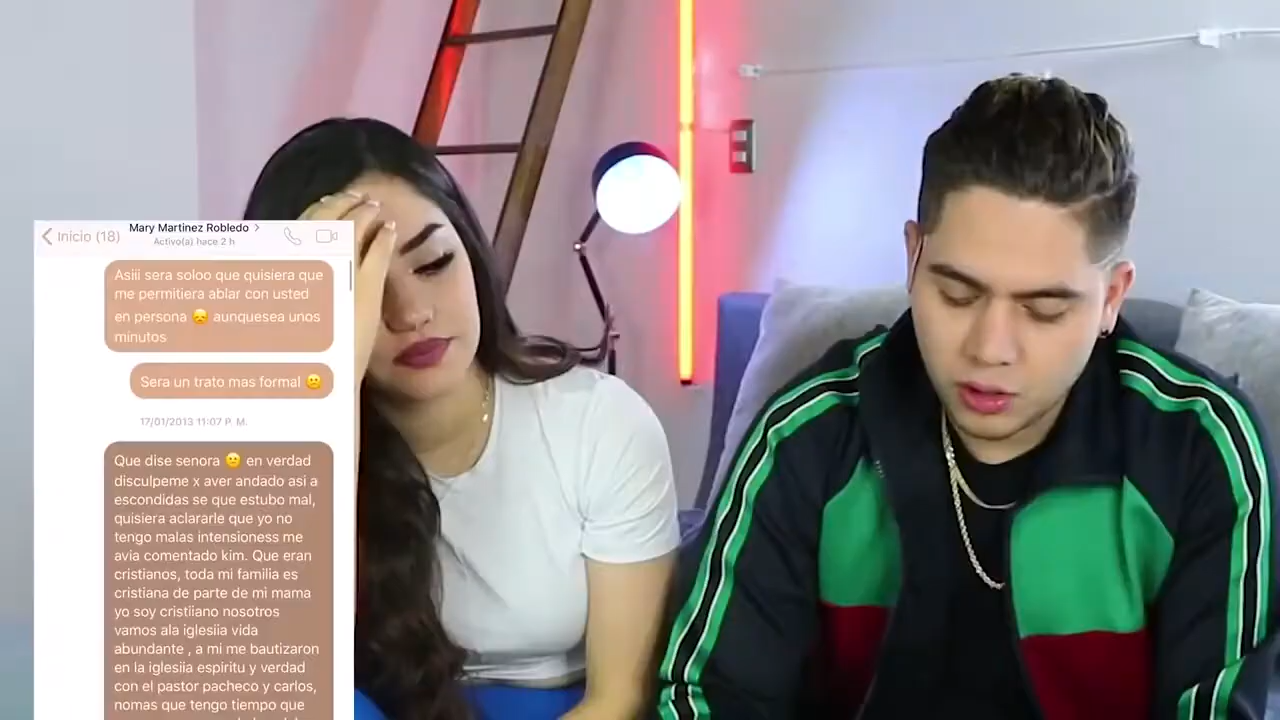 Inicio (18)
Mary Martinez Robledo
Activo(a) hace 2 h
Asiii sera soloo que quisiera que
me permitiera ablar con usted
en persona 😞 aunquesea unos
minutos
Sera un trato mas formal 🙁
17/01/2013 11:07 P. M.
Que dise senora 😕 en verdad
disculpeme x aver andado asi a
escondidas se que estubo mal,
quisiera aclararle que yo no
tengo malas intensioness me
avia comentado kim. Que eran
cristianos, toda mi familia es
cristiana de parte de mi mama
yo soy cristiiano nosotros
vamos ala iglesiia vida
abundante , a mi me bautizaron
en la iglesiia espiritu y verdad
con el pastor pacheco y carlos,
nomas que tengo tiempo que